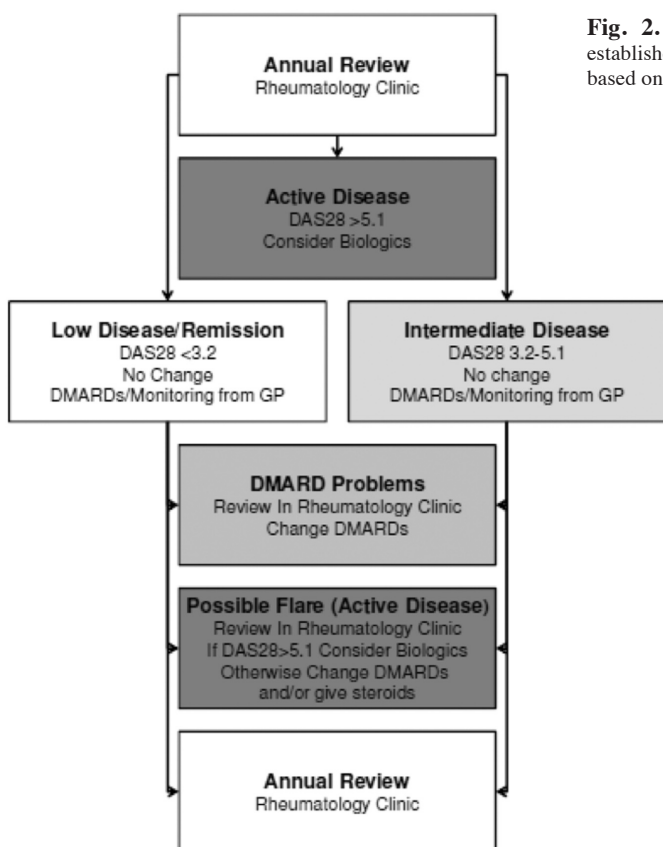 Fig. 2.
establish
based on
Annual Review
Rheumatology Clinic
Active Disease
DAS28 >5.1
Consider Biologics
Low Disease/Remission
DAS28 <3.2
No Change
DMARDs/Monitoring from GP
Intermediate Disease
DAS28 3.2-5.1
No change
DMARDs/Monitoring from GP
DMARD Problems
Review In Rheumatology Clinic
Change DMARDs
Possible Flare (Active Disease)
Review In Rheumatology Clinic
If DAS28>5.1 Consider Biologics
Otherwise Change DMARDs
and/or give steroids
Annual Review
Rheumatology Clinic